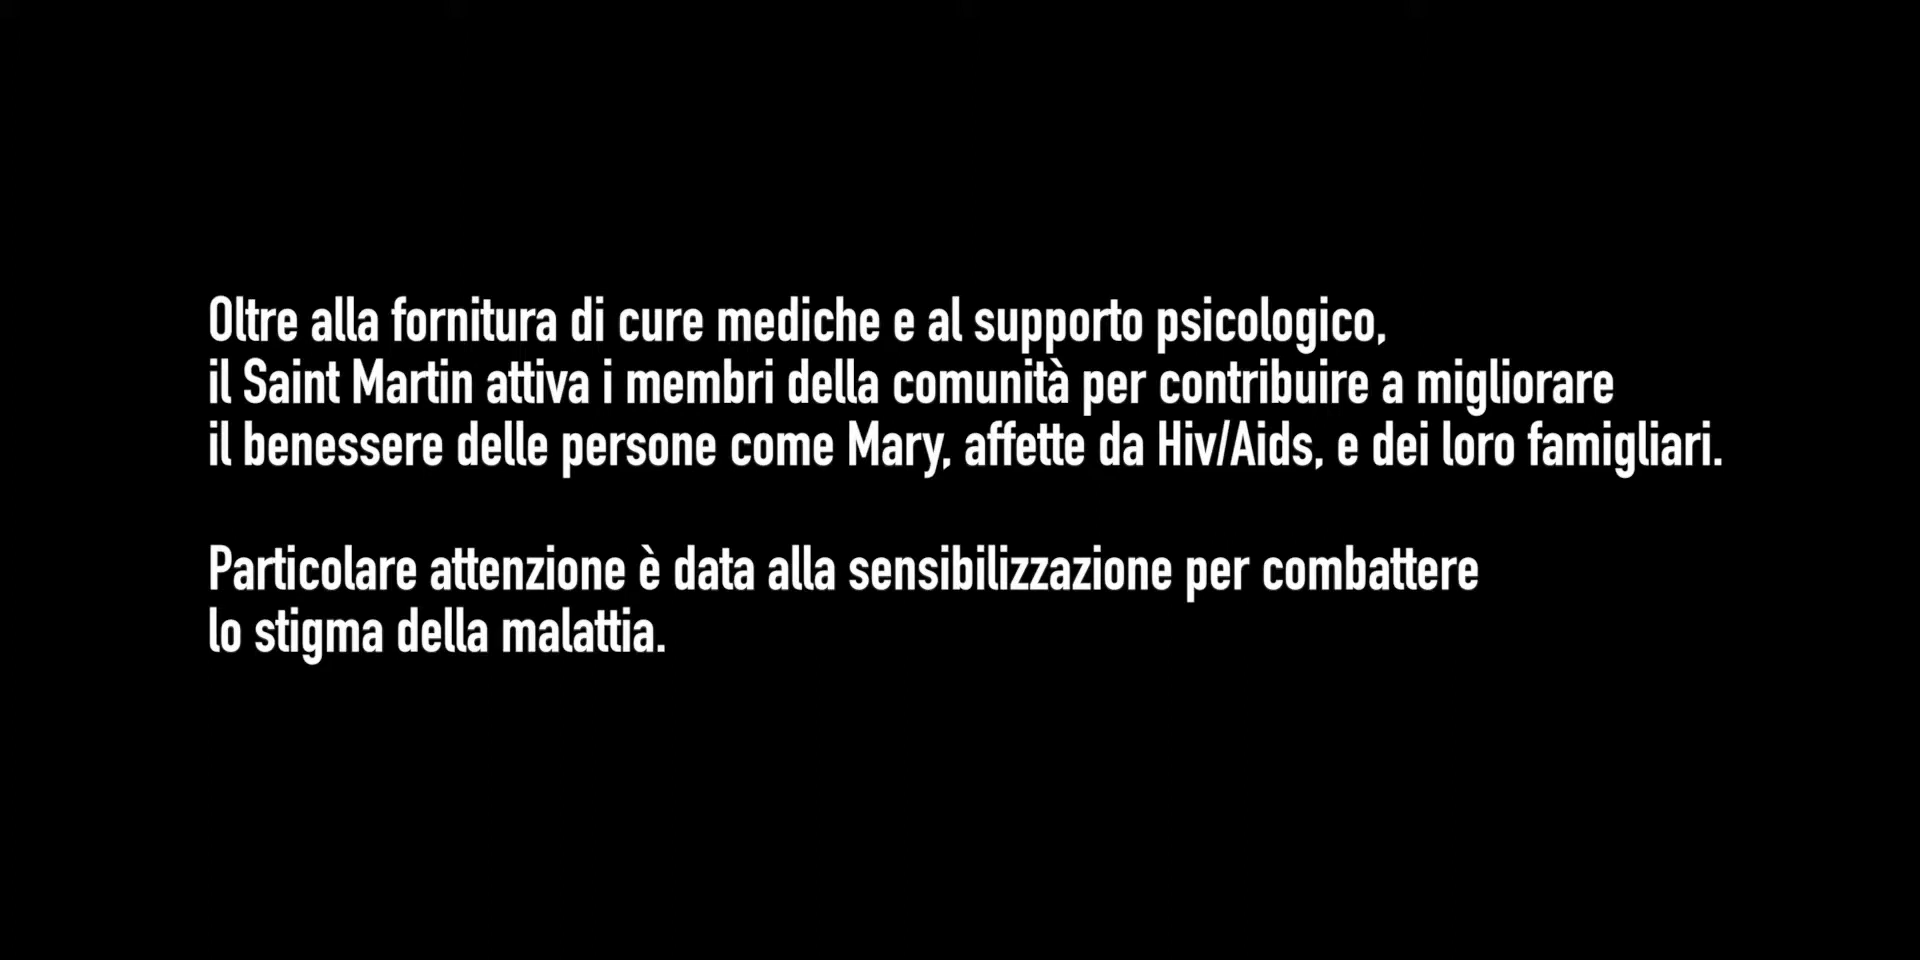 Oltre alla fornitura di cure mediche e al supporto psicologico,
il Saint Martin attiva i membri della comunità per contribuire a migliorare
il benessere delle persone come Mary, affette da Hiv/Aids, e dei loro famigliari.
Particolare attenzione è data alla sensibilizzazione per combattere
lo stigma della malattia.